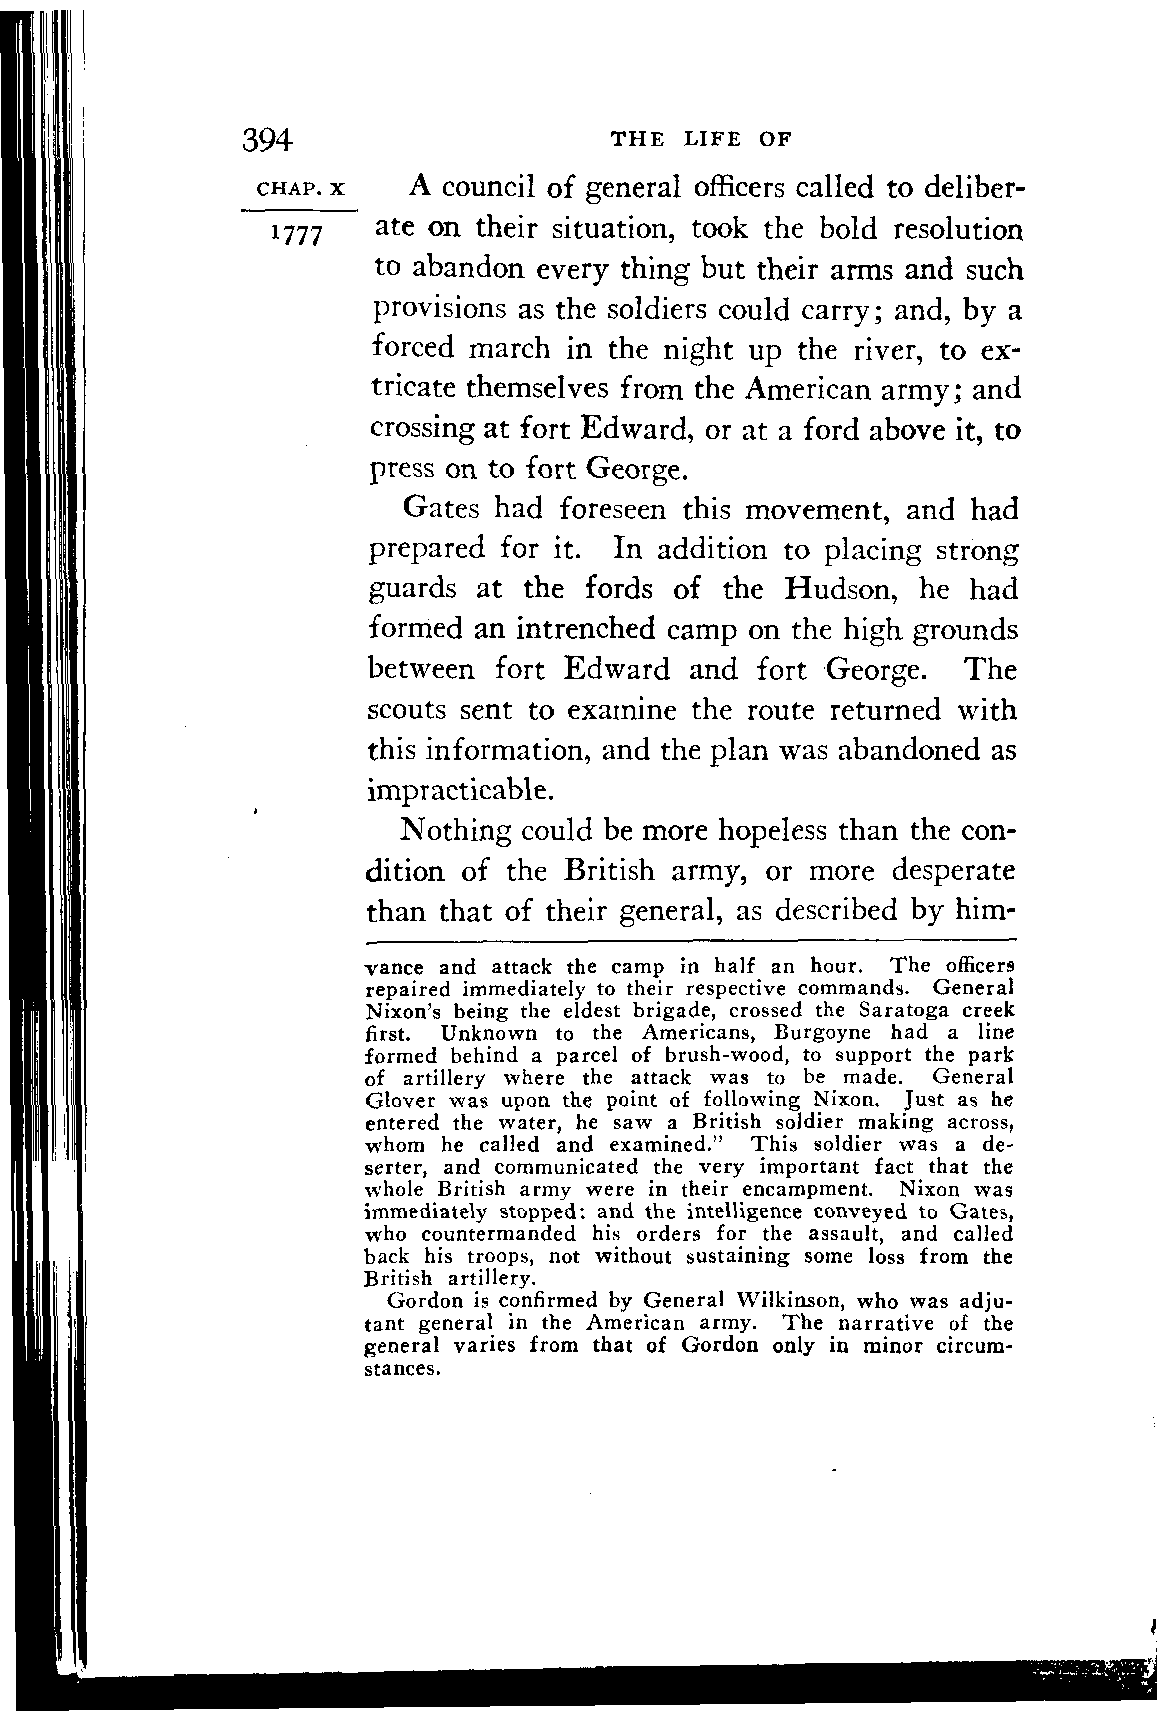 394 THE LIFE OF
CHAP. X
1777
A council of general officers called to deliber-
ate on their situation, took the bold resolution
to abandon every thing but their arms and such
provisions as the soldiers could carry; and, by a
forced march in the night up the river, to ex-
tricate themselves from the American army; and
crossing at fort Edward, or at a ford above it, to
press on to fort George.
Gates had foreseen this movement, and had
prepared for it. In addition to placing strong
guards at the fords of the Hudson, he had
formed an intrenched camp on the high grounds
between fort Edward and fort George. The
scouts sent to examine the route returned with
this information, and the plan was abandoned as
impracticable.
Nothing could be more hopeless than the con-
dition of the British army, or more desperate
than that of their general, as described by him-
vance and attack the camp in half an hour. The officers
repaired immediately to their respective commands. General
Nixon's being the eldest brigade, crossed the Saratoga creek
first. Unknown to the Americans, Burgoyne had a line
formed behind a parcel of brush-wood, to support the park
of artillery where the attack was to be made. General
Glover was upon the point of following Nixon. Just as he
entered the water, he saw a British soldier making across,
whom he called and examined." This soldier was a de-
serter, and communicated the very important fact that the
whole British army were in their encampment. Nixon was
immediately stopped: and the intelligence conveyed to Gates,
who countermanded his orders for the assault, and called
back his troops, not without sustaining some loss from the
British artillery.
Gordon is confirmed by General Wilkinson, who was adju-
tant general in the American army. The narrative of the
general varies from that of Gordon only in minor circum-
stances.